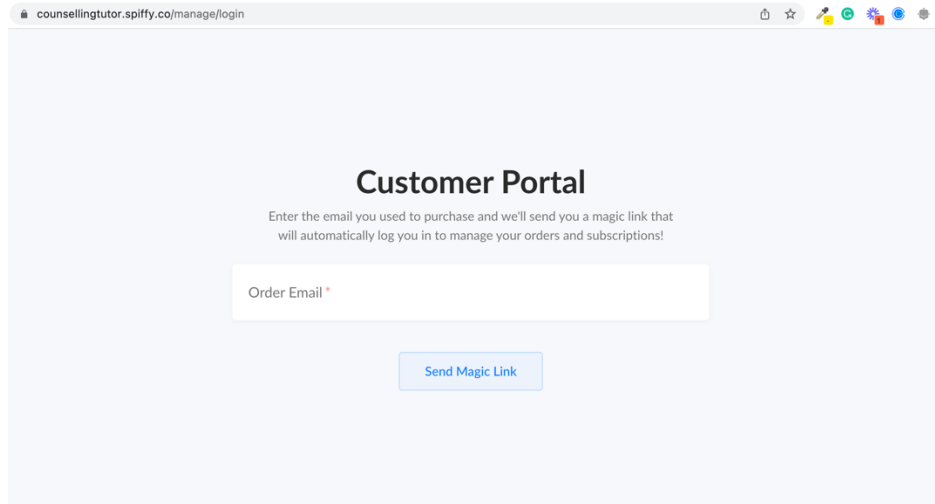 counsellingtutor.spiffy.co/manage/login
1
Customer Portal
Enter the email you used to purchase and we'll send you a magic link that
will automatically log you in to manage your orders and subscriptions!
Order Email *
Send Magic Link